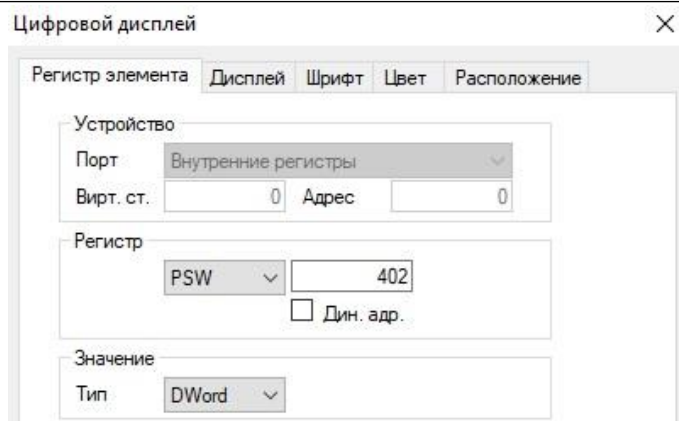 Цифровой дисплей
Регистр элемента Дисплей Шрифт Цвет Расположение
Устройство
Порт Внутренние регистры
Вирт. ст. 0 Адрес 0
Регистр
PSW 402
Дин. адр.
Значение
Тип DWord